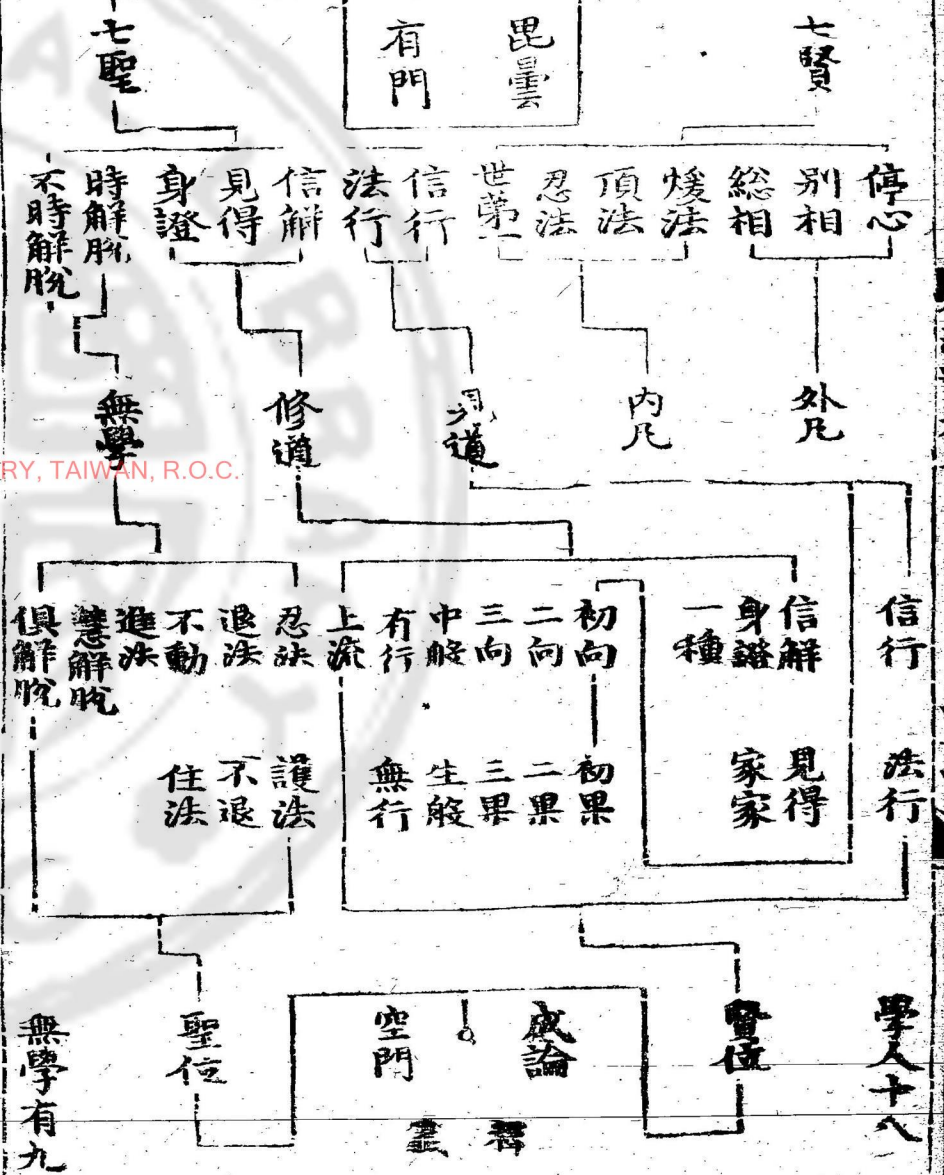 七賢
毘曇
有門
七聖
停心
別相
総相
煖法
頂法
忍法
世第一
信行
法行
信解
見得
身證
時解脫
不時解脫
外凡
内凡
見道
修道
無學
RY, TAIWAN, R.O.C.
信行 法行
信解 見得
身證 家家
一種
初向 初果
二向 二果
三向 三果
中般 生般
有行 無行
上流
忍法 護法
退法 不退
不動 住法
進法
慧解脫
俱解脫
學人十八
賢位
成論
空門
聖位
無學有九